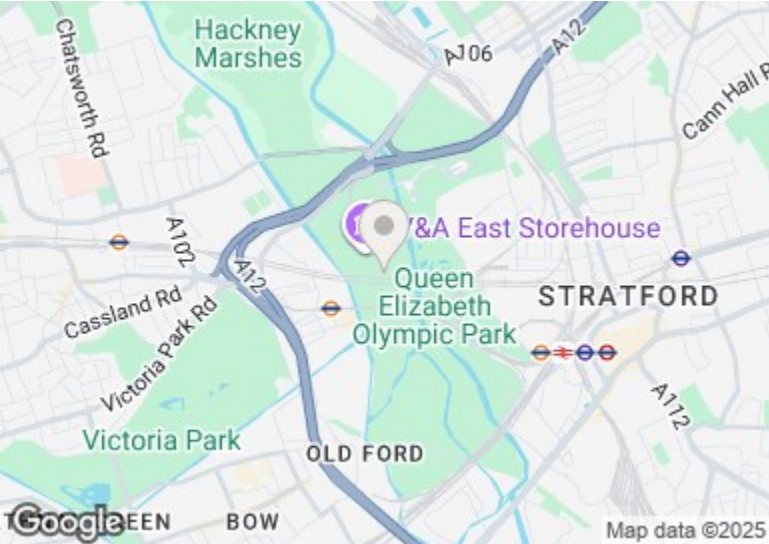 Hackney
Marshes
Chatsworth Rd
A106
A12
Cann Hall R
V&A East Storehouse
A102
A12
Queen
Elizabeth
Olympic Park
STRATFORD
Cassland Rd
Victoria Park Rd
A112
Victoria Park
OLD FORD
Google
REEN
BOW
Map data ©2025